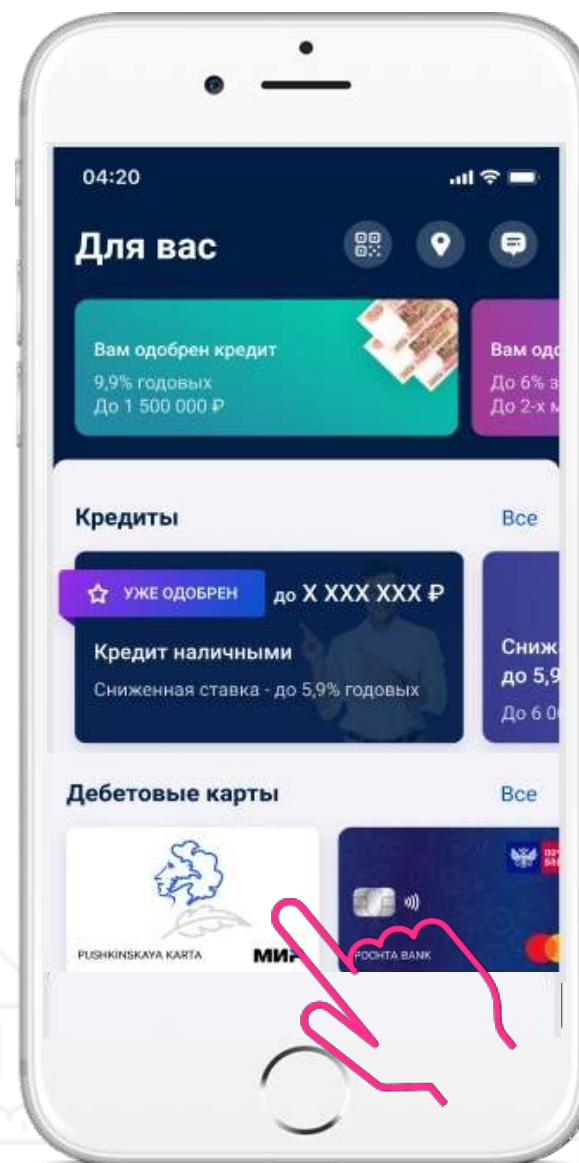 04:20
Для вас
Вам одобрен кредит
9,9% годовых
До 1 500 000 ₽
Вам одо
До 6% з
До 2-х м
Кредиты
Все
УЖЕ ОДОБРЕН
до X XXX XXX ₽
Кредит наличными
Сниженная ставка - до 5,9% годовых
Сниж
до 5,9
До 6 0
Дебетовые карты
Все
PUSHKINSKAYA KARTA
МИР
POCHTA BANK